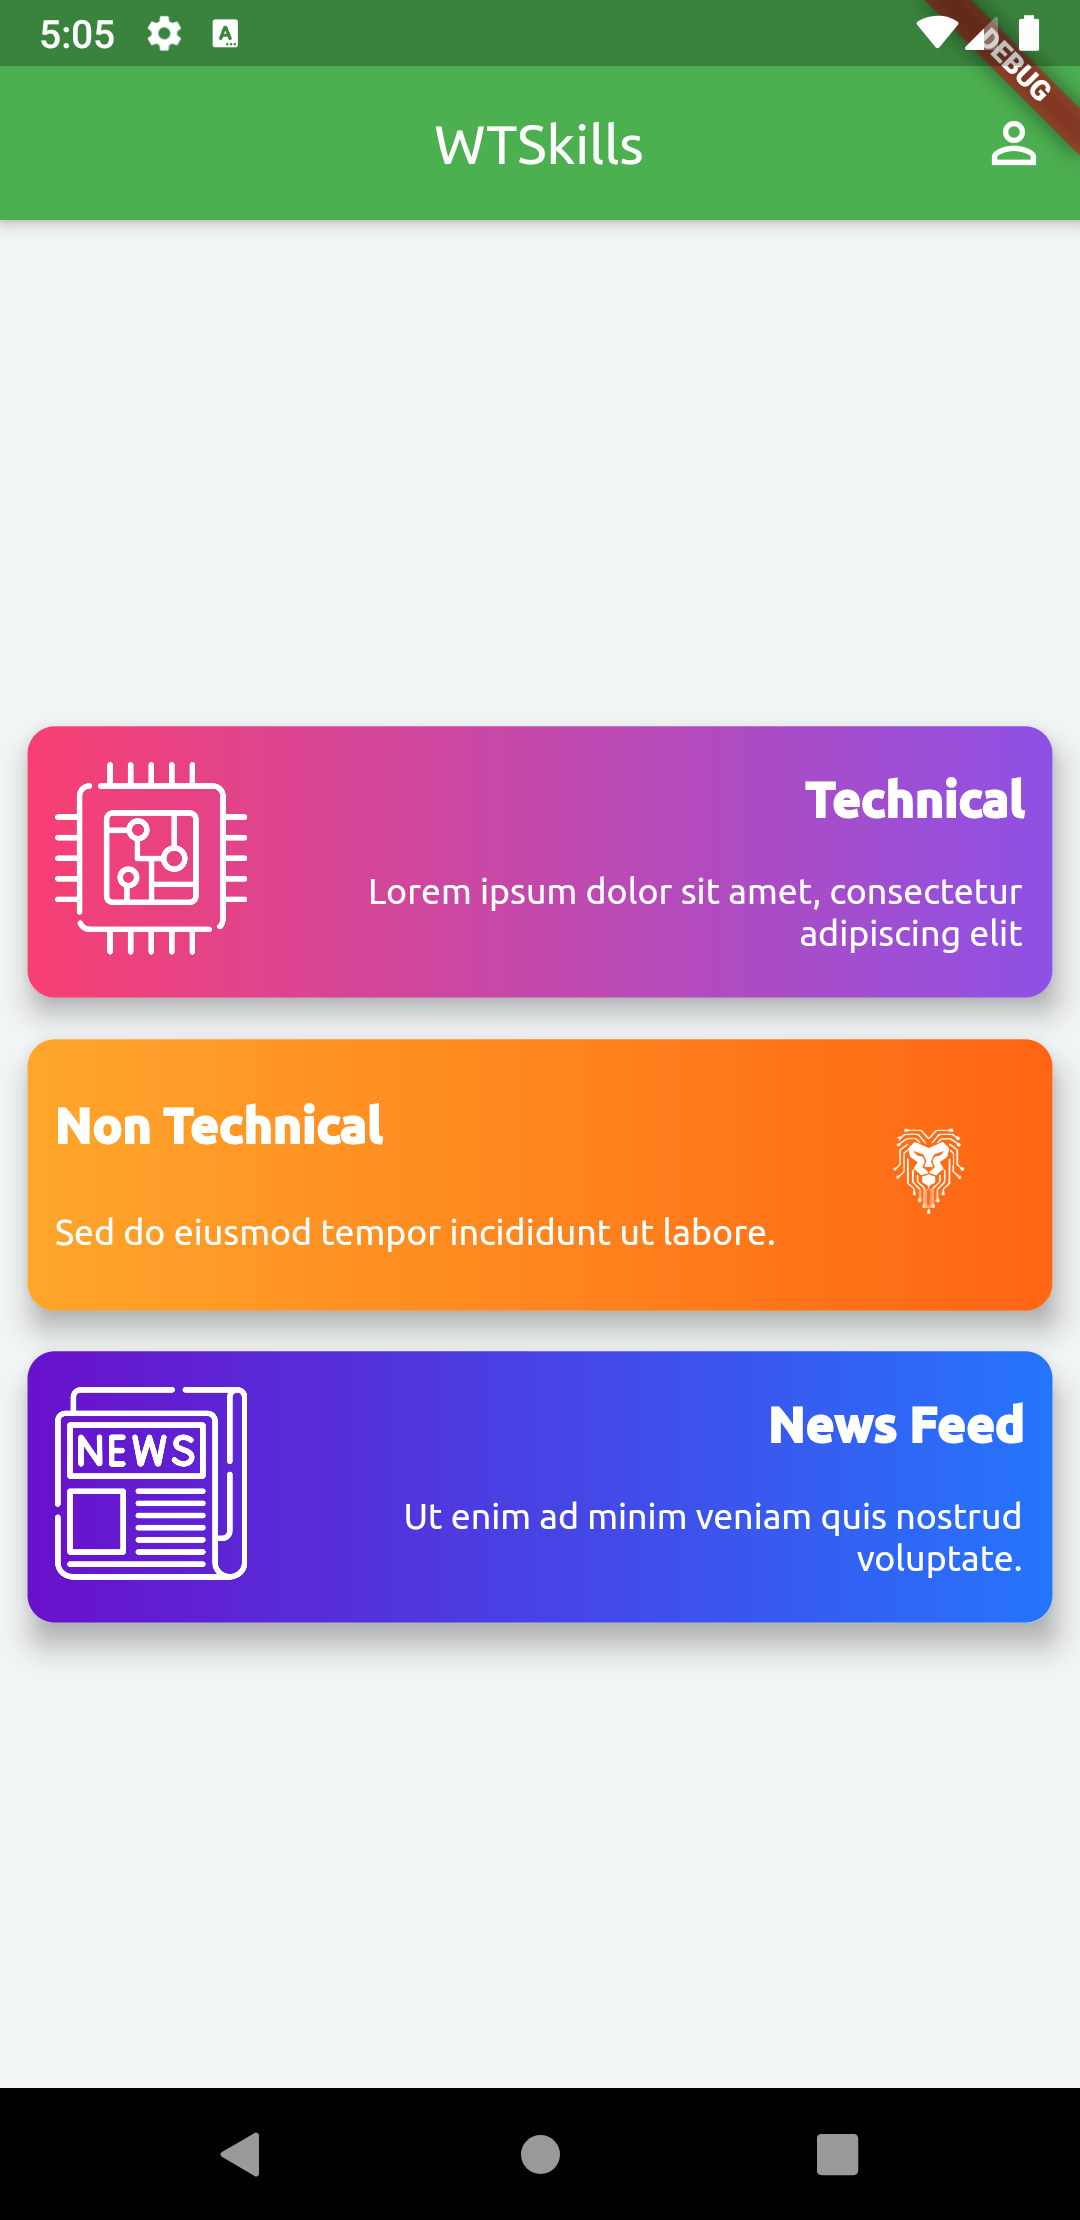 5:05
A
DEBUG
WTSkills
Technical
Lorem ipsum dolor sit amet, consectetur
adipiscing elit
Non Technical
Sed do eiusmod tempor incididunt ut labore.
NEWS
News Feed
Ut enim ad minim veniam quis nostrud
voluptate.